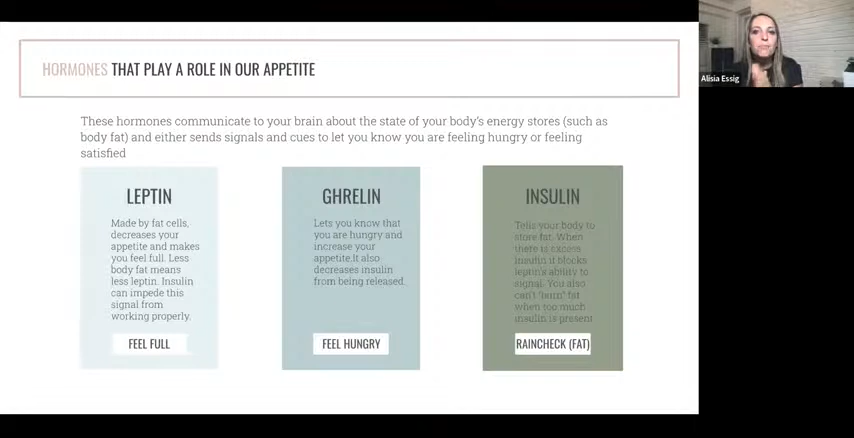 HORMONES THAT PLAY A ROLE IN OUR APPETITE
These hormones communicate to your brain about the state of your body's energy stores (such as
body fat) and either sends signals and cues to let you know you are feeling hungry or feeling
satisfied
LEPTIN
Made by fat cells,
decreases your
appetite and makes
you feel full. Less
body fat means
less leptin. Insulin
can impede this
signal from
working properly.
FEEL FULL
GHRELIN
Lets you know that
you are hungry and
increase your
appetite.It also
decreases insulin
from being released.
FEEL HUNGRY
INSULIN
Tells your body to
store fat. When
there is excess
insulin it blocks
leptin's ability to
signal. You also
can't "burn" fat
when too much
insulin is present
RAINCHECK (FAT)
Alisia Essig